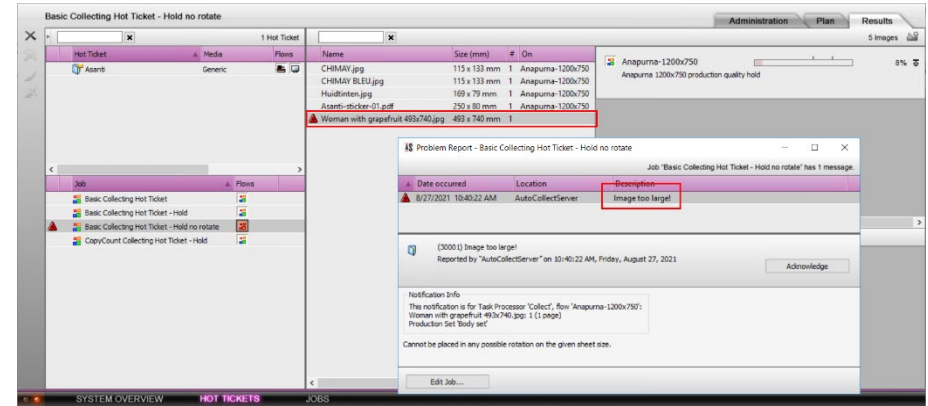 Basic Collecting Hot Ticket - Hold no rotate
Administration Plan Results
1 Hot Ticket
5 Images
Hot Ticket Media Flows
Asanti Generic
Name Size (mm) # On
CHIMAY.jpg 115 x 133 mm 1 Anapurna-1200x750
CHIMAY BLEU.jpg 115 x 133 mm 1 Anapurna-1200x750
Huidtinten.jpg 169 x 79 mm 1 Anapurna-1200x750
Asanti-sticker-01.pdf 250 x 80 mm 1 Anapurna-1200x750
Woman with grapefruit 493x740.jpg 493 x 740 mm 1
Anapurna-1200x750 8%
Anapurna 1200x750 production quality hold
Job Flows
Basic Collecting Hot Ticket
Basic Collecting Hot Ticket - Hold
Basic Collecting Hot Ticket - Hold no rotate
CopyCount Collecting Hot Ticket - Hold
Problem Report - Basic Collecting Hot Ticket - Hold no rotate
Job "Basic Collecting Hot Ticket - Hold no rotate" has 1 message.
Date occurred Location Description
8/27/2021 10:40:22 AM AutoCollectServer Image too large!
(30001) Image too large!
Reported by "AutoCollectServer" on 10:40:22 AM, Friday, August 27, 2021
Acknowledge
Notification Info
This notification is for Task Processor 'Collect', flow 'Anapurna-1200x750':
Woman with grapefruit 493x740.jpg: 1 (1 page)
Production Set 'Body set'
Cannot be placed in any possible rotation on the given sheet size.
Edit Job...
SYSTEM OVERVIEW HOT TICKETS JOBS